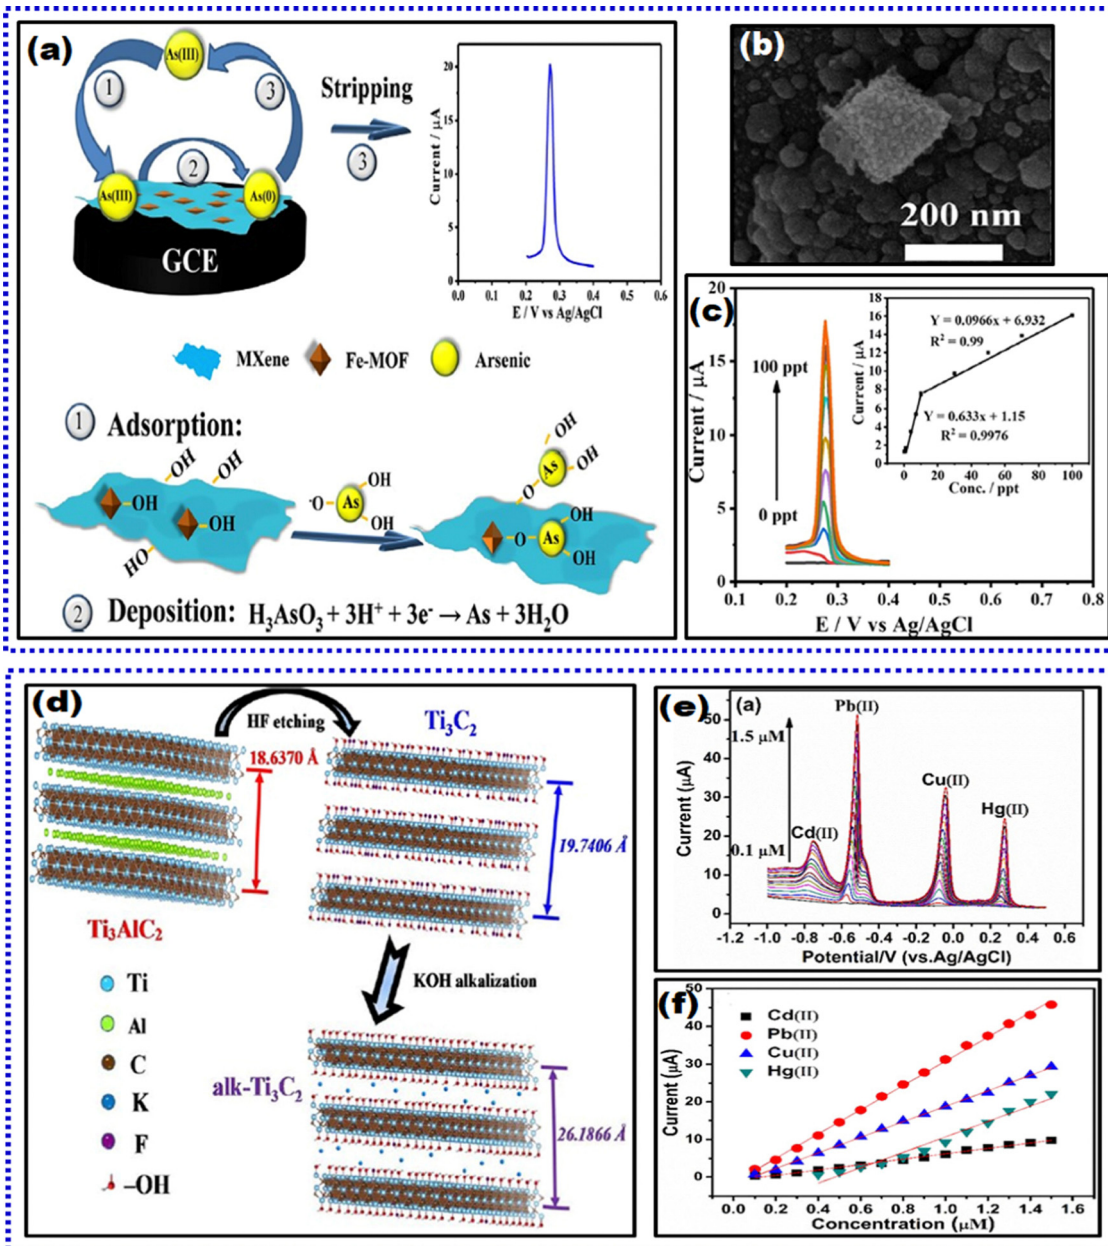 (a)
As(III)
1
3
2
As(III)
As(0)
GCE
Stripping
3
Current / μA
20
15
10
5
0
0.0 0.1 0.2 0.3 0.4 0.5 0.6
E / V vs Ag/AgCl
MXene
Fe-MOF
Arsenic
1 Adsorption:
OH
OH
OH
OH
HO
-O
As
OH
OH
OH
As
OH
O
O
As
OH
OH
2 Deposition: H3AsO3 + 3H+ + 3e- → As + 3H2O
(b)
200 nm
(c)
Current / μA
20
15
10
5
0
100 ppt
0 ppt
0.1 0.2 0.3 0.4 0.5 0.6 0.7 0.8
E / V vs Ag/AgCl
Current / μA
18
16
14
12
10
8
6
4
2
0
Y = 0.0966x + 6.932
R2 = 0.99
Y = 0.633x + 1.15
R2 = 0.9976
0 20 40 60 80 100
Conc. / ppt
(d)
HF etching
Ti3C2
18.6370 Å
19.7406 Å
Ti3AlC2
Ti
Al
C
K
F
–OH
KOH alkalization
alk-Ti3C2
26.1866 Å
(e)
(a)
Current (μA)
50
40
30
20
10
0
1.5 μM
0.1 μM
Cd(II)
Pb(II)
Cu(II)
Hg(II)
-1.2 -1.0 -0.8 -0.6 -0.4 -0.2 0.0 0.2 0.4 0.6
Potential/V (vs.Ag/AgCl)
(f)
Current (μA)
50
40
30
20
10
0
Cd(II)
Pb(II)
Cu(II)
Hg(II)
0.0 0.2 0.4 0.6 0.8 1.0 1.2 1.4 1.6
Concentration (μM)